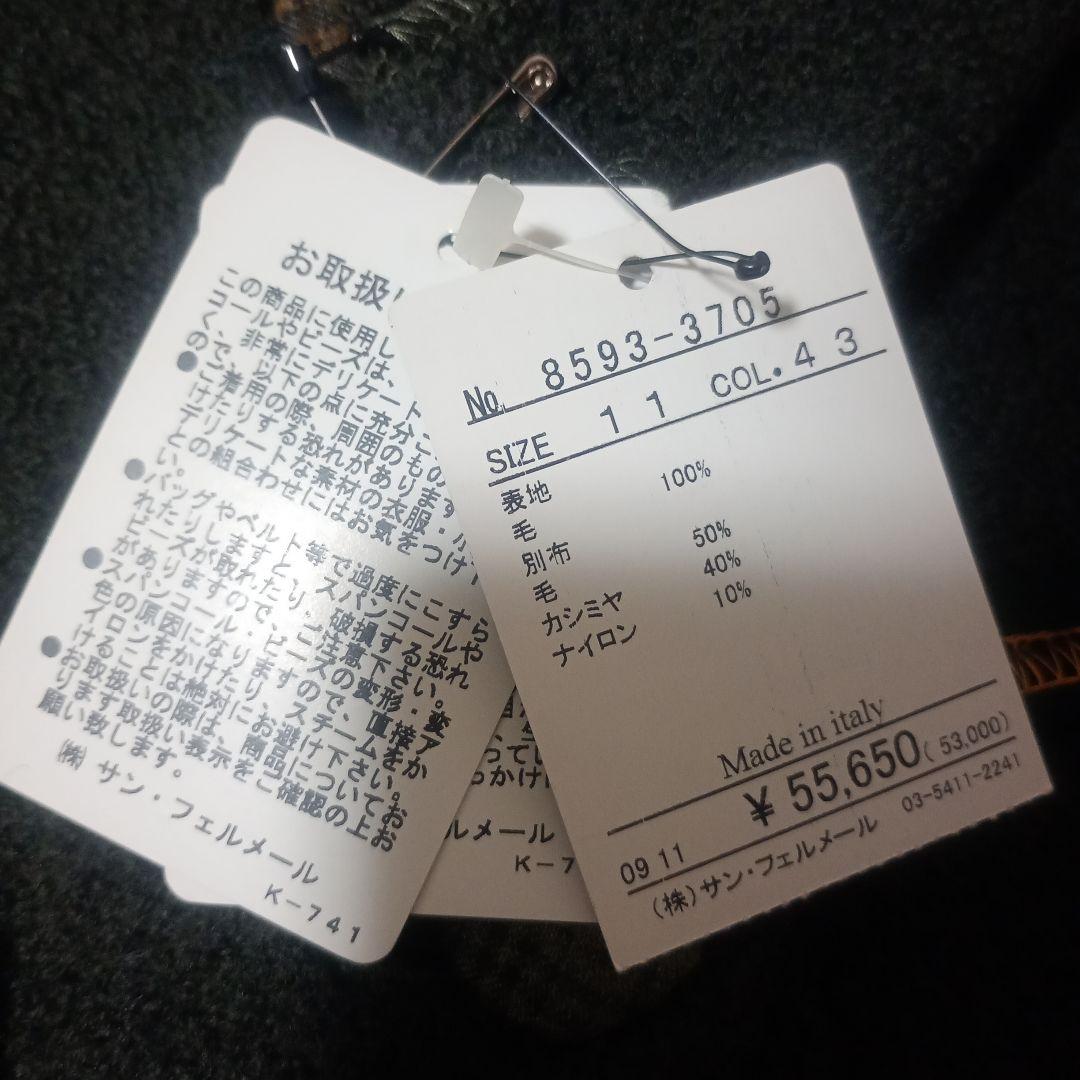 お取扱
この商品に使用し
コールやビーズは、
く、非常にデリケート
ので、以下の点に充分ご
●ご着用の際、周囲のもの
けたりする恐れがあります
デリケートな素材の衣服・
との組合わせにはお気をつけ
い。
●バッグやベルト等で過度にこすら
れたりしますと、スパンコールや
ビーズが取れたり、破損する恐れ
がありますので、ご注意下さい。
●スパンコール・ビーズの変形・変
色の原因になりますので、直接ア
イロンをかけたり、スチームをか
けることは絶対にお避け下さい。
●お取扱いの際は、商品についてお
ります取扱い表示をご確認の上お
願い致します。
㈱ サン・フェルメール
K-741
ルメール
K-7
No. 8593-3705
SIZE 11 COL.43
表地
毛 100%
別布
毛 50%
カシミヤ 40%
ナイロン 10%
Made in italy
¥ 55,650( 53,000)
09 11
(株)サン・フェルメール 03-5411-2241